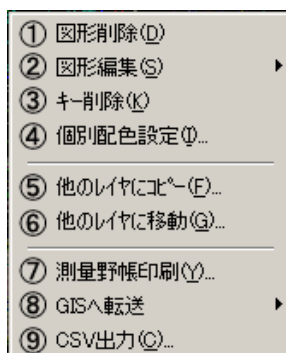 ① 図形削除(D)
② 図形編集(S)
③ ｷｰ削除(K)
④ 個別配色設定(I)...
⑤ 他のﾚｲﾔにｺﾋﾟｰ(F)...
⑥ 他のﾚｲﾔに移動(G)...
⑦ 測量野帳印刷(Y)...
⑧ GISへ転送
⑨ CSV出力(C)...